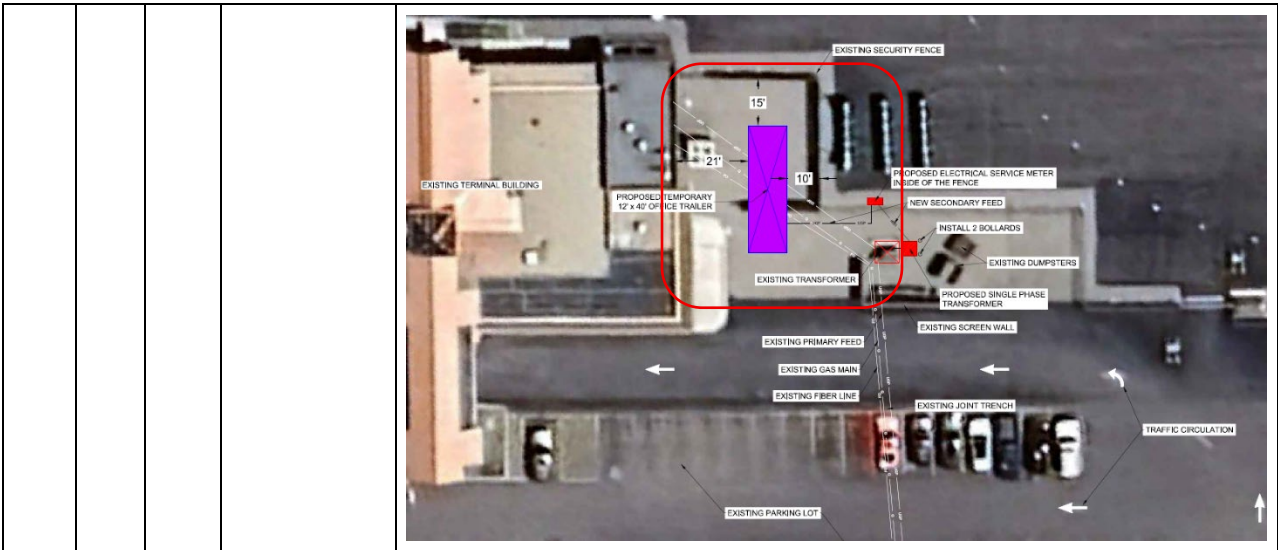 EXISTING SECURITY FENCE
15'
21'
10'
EXISTING TERMINAL BUILDING
PROPOSED TEMPORARY
12' x 40' OFFICE TRAILER
PROPOSED ELECTRICAL SERVICE METER
INSIDE OF THE FENCE
NEW SECONDARY FEED
INSTALL 2 BOLLARDS
EXISTING DUMPSTERS
EXISTING TRANSFORMER
PROPOSED SINGLE PHASE
TRANSFORMER
EXISTING SCREEN WALL
EXISTING PRIMARY FEED
EXISTING GAS MAIN
EXISTING FIBER LINE
EXISTING JOINT TRENCH
TRAFFIC CIRCULATION
EXISTING PARKING LOT